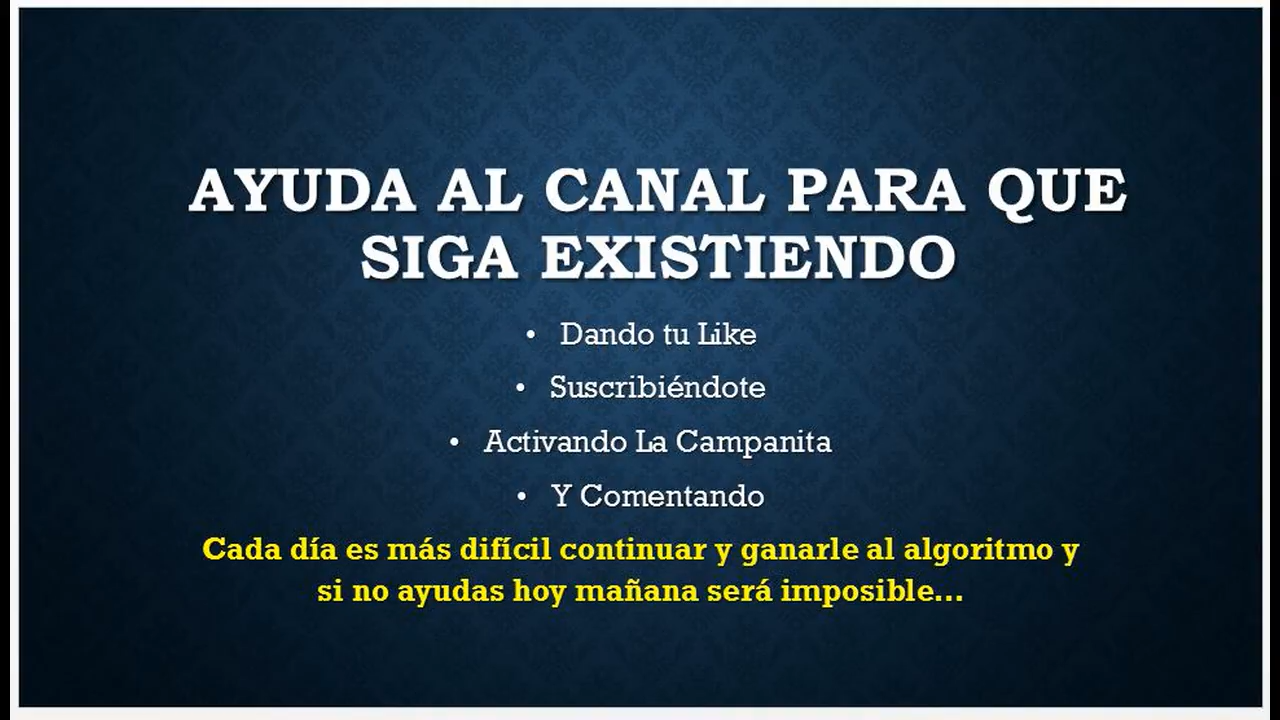 AYUDA AL CANAL PARA QUE
SIGA EXISTIENDO
• Dando tu Like
• Suscribiéndote
• Activando La Campanita
• Y Comentando
Cada día es más difícil continuar y ganarle al algoritmo y
si no ayudas hoy mañana será imposible...